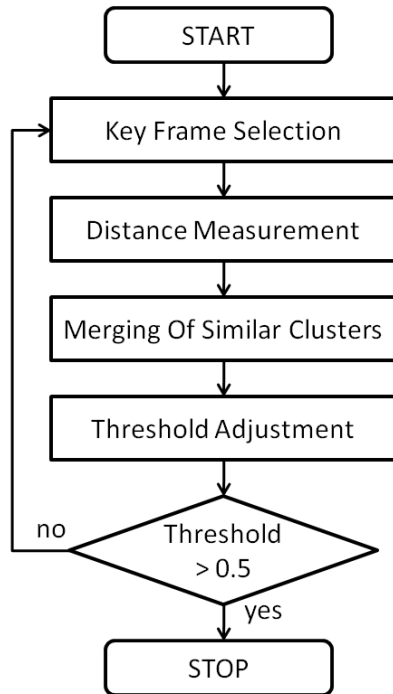 START
Key Frame Selection
Distance Measurement
Merging Of Similar Clusters
Threshold Adjustment
no
Threshold
> 0.5
yes
STOP